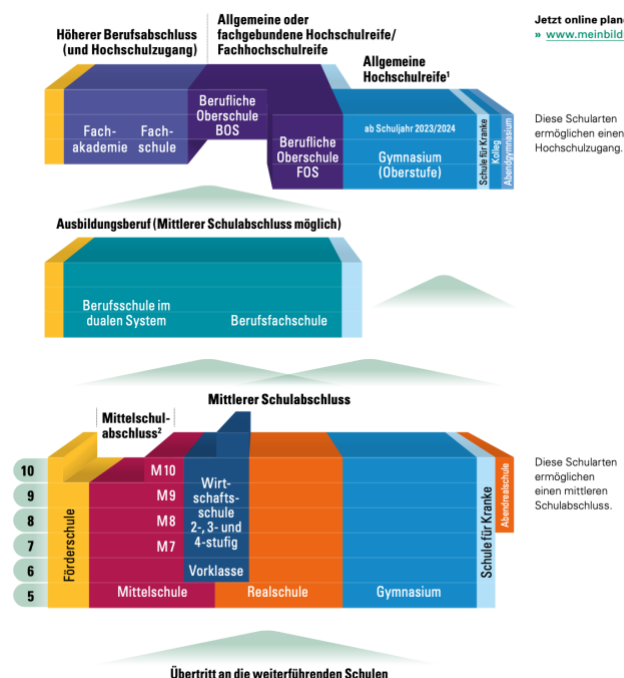 Höherer Berufsabschluss
(und Hochschulzugang)
Allgemeine oder
fachgebundene Hochschulreife/
Fachhochschulreife
Allgemeine
Hochschulreife¹
Jetzt online
» www.meinbild
Fach-
akademie
Fach-
schule
Berufliche
Oberschule
BOS
Berufliche
Oberschule
FOS
ab Schuljahr 2023/2024
Gymnasium
(Oberstufe)
Schule für Kranke
Kolleg
Abendgymnasium
Diese Schularten
ermöglichen einen
Hochschulzugang.
Ausbildungsberuf (Mittlerer Schulabschluss möglich)
Berufsschule im
dualen System
Berufsfachschule
Mittlerer Schulabschluss
Mittelschul-
abschluss²
10
9
8
7
6
5
Förderschule
M10
M9
M8
M7
Mittelschule
Wirt-
schafts-
schule
2-, 3- und
4-stufig
Vorklasse
Realschule
Gymnasium
Schule für Kranke
Abendrealschule
Diese Schularten
ermöglichen
einen mittleren
Schulabschluss.
Übertritt an die weiterführenden Schulen